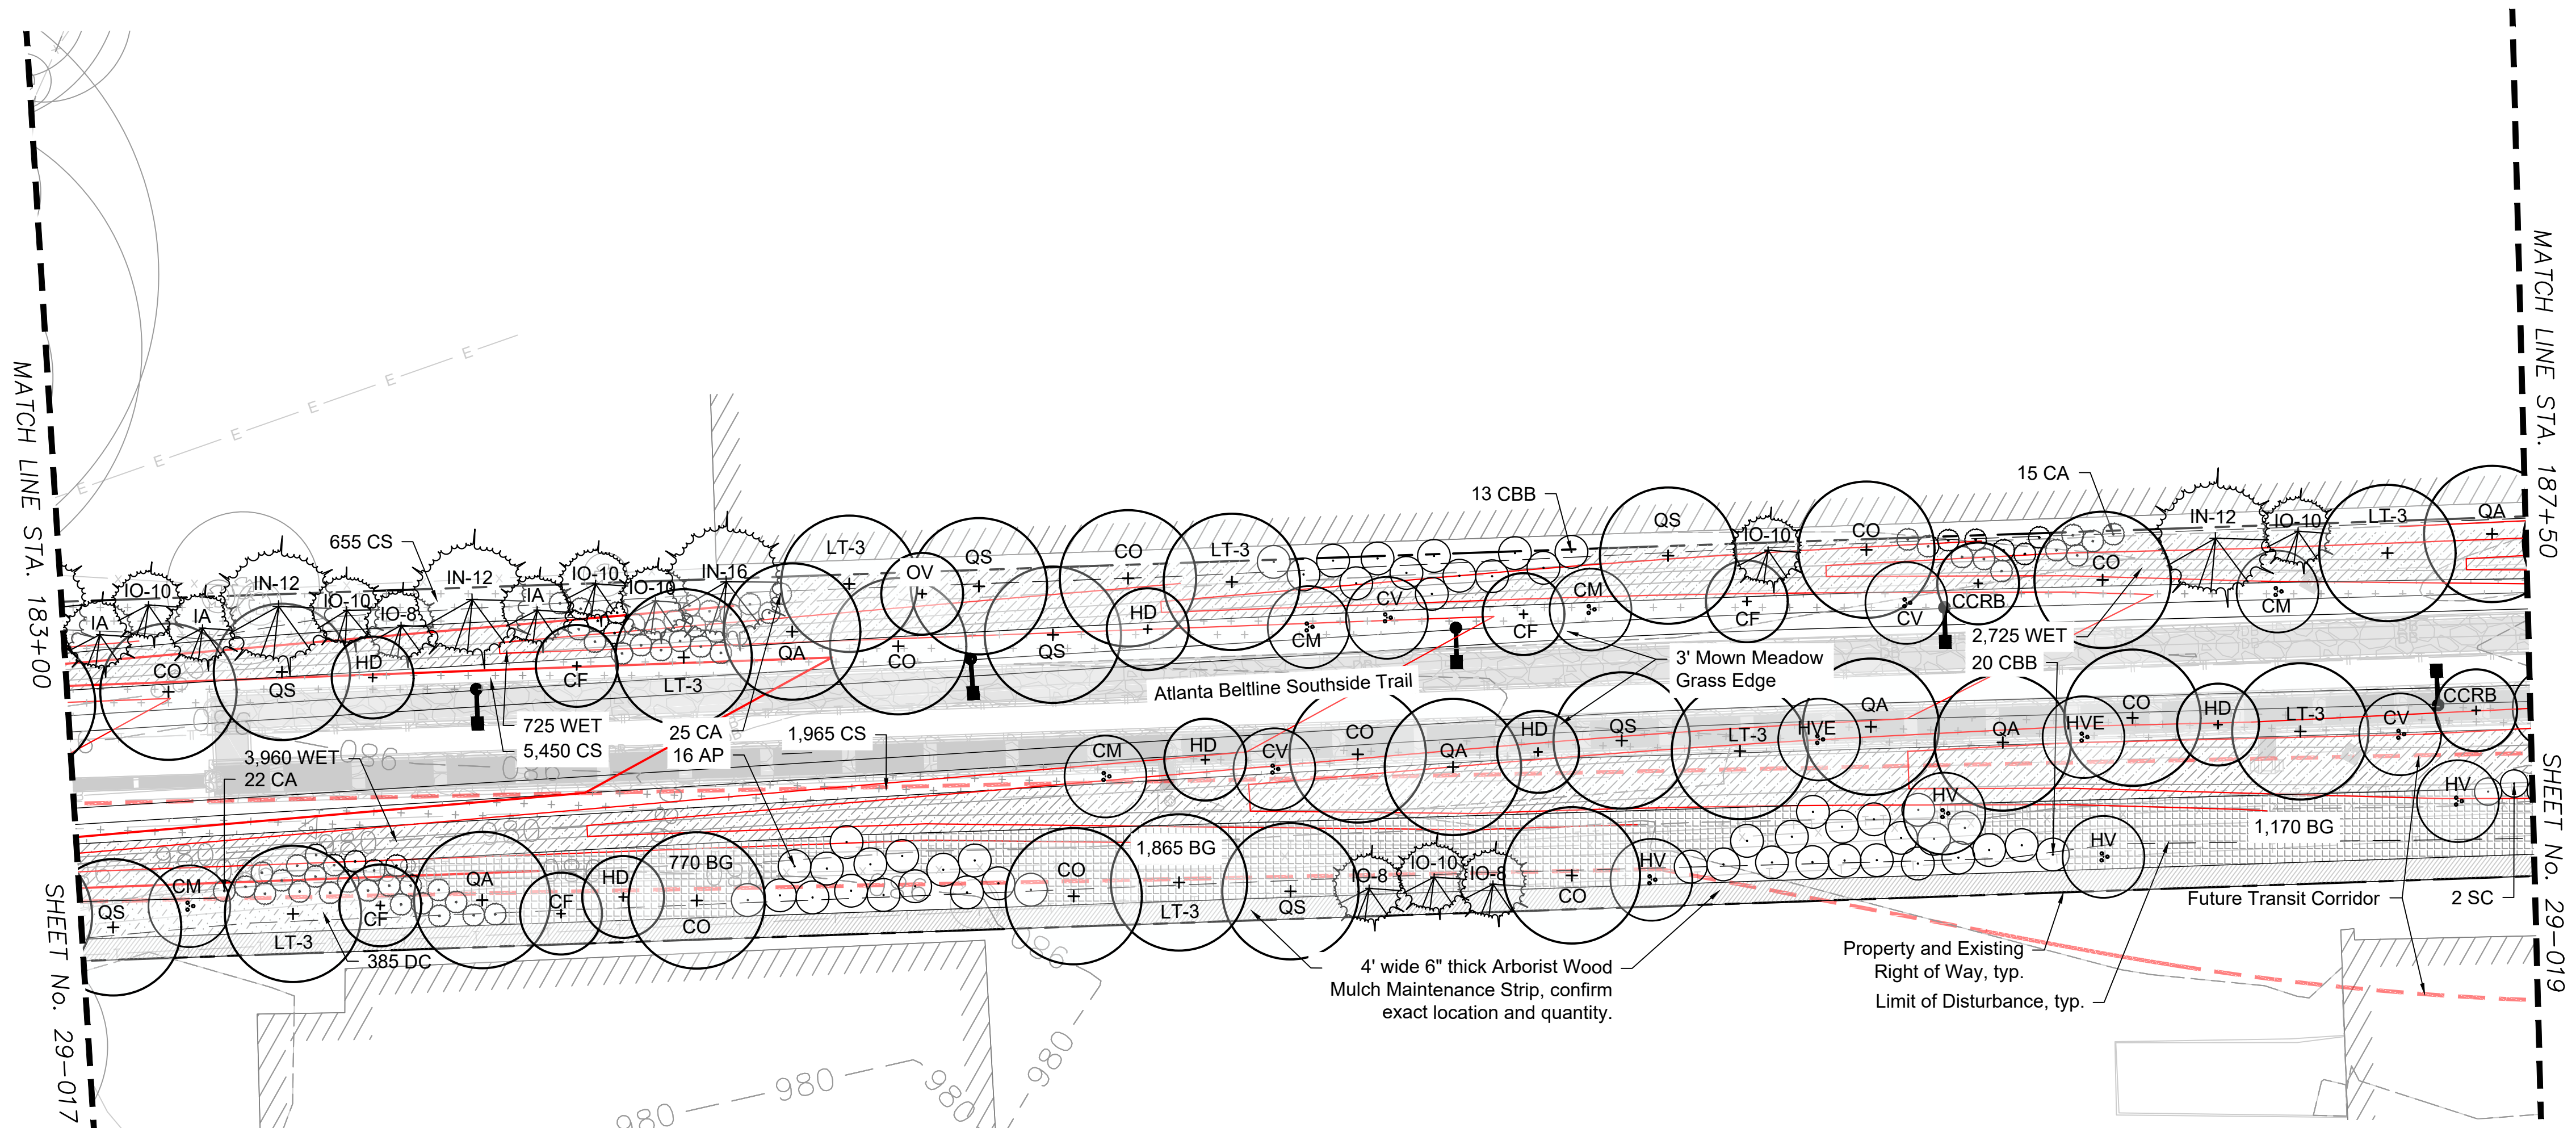 MATCH LINE STA. 183+00
SHEET No. 29-017
MATCH LINE STA. 187+50
SHEET No. 29-019
E
E
E
E
E
E
655 CS
13 CBB
15 CA
IA
IO-10
IA
IN-12
IO-10
IO-8
IN-12
IA
IO-10
IO-10
IN-16
LT-3
OV
QS
CO
LT-3
QS
IO-10
CO
IN-12
IO-10
LT-3
QA
CO
QS
HD
CF
LT-3
QA
CO
QS
HD
CM
CV
CF
CM
CF
CV
CCRB
CO
CM
2,725 WET
20 CBB
3' Mown Meadow
Grass Edge
Atlanta Beltline Southside Trail
725 WET
5,450 CS
25 CA
16 AP
1,965 CS
3,960 WET
22 CA
986
980
980
986
CM
HD
CV
CO
QA
HD
QS
LT-3
HVE
QA
QA
HVE
CO
HD
LT-3
CV
CCRB
HV
HV
HV
HV
1,170 BG
QS
CM
LT-3
CF
QA
CF
HD
770 BG
CO
CO
1,865 BG
LT-3
QS
IO-8
IO-10
IO-8
CO
385 DC
4' wide 6" thick Arborist Wood
Mulch Maintenance Strip, confirm
exact location and quantity.
Property and Existing
Right of Way, typ.
Limit of Disturbance, typ.
Future Transit Corridor
2 SC
986
980
980
980
980